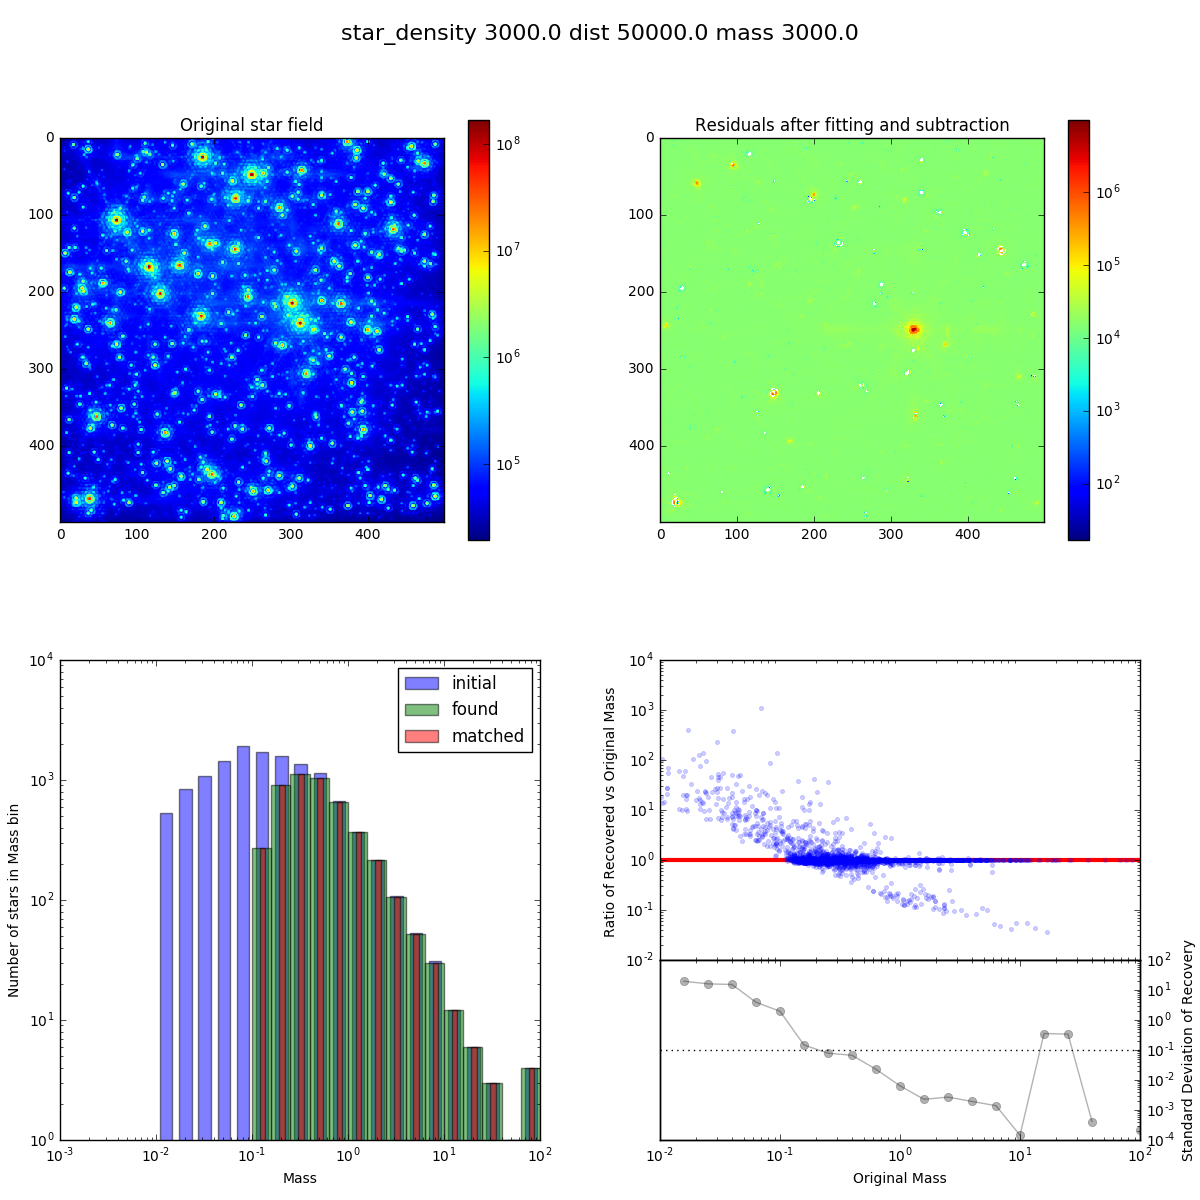 star_density 3000.0 dist 50000.0 mass 3000.0
Original star field
0
100
200
300
400
0 100 200 300 400
10^8
10^7
10^6
10^5
Residuals after fitting and subtraction
0
100
200
300
400
0 100 200 300 400
10^6
10^5
10^4
10^3
10^2
Number of stars in Mass bin
10^4
10^3
10^2
10^1
10^0
initial
found
matched
10^-3 10^-2 10^-1 10^0 10^1 10^2
Mass
Ratio of Recovered vs Original Mass
10^4
10^3
10^2
10^1
10^0
10^-1
10^-2
10^2
10^1
10^0
10^-1
10^-2
10^-3
10^-4
Standard Deviation of Recovery
10^-2 10^-1 10^0 10^1 10^2
Original Mass